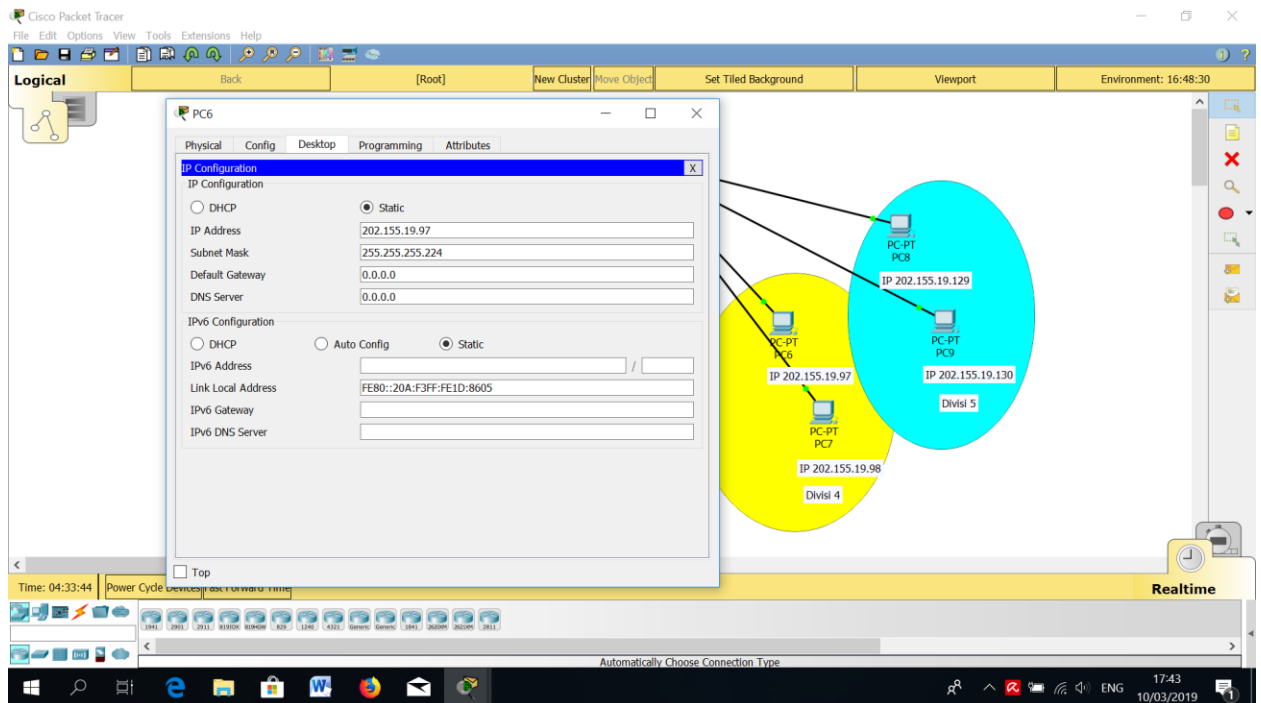 Cisco Packet Tracer
File Edit Options View Tools Extensions Help
Logical Back [Root] New Cluster Move Object Set Tiled Background Viewport Environment: 16:48:30
PC6
Physical Config Desktop Programming Attributes
IP Configuration X
IP Configuration
DHCP Static
IP Address 202.155.19.97
Subnet Mask 255.255.255.224
Default Gateway 0.0.0.0
DNS Server 0.0.0.0
IPv6 Configuration
DHCP Auto Config Static
IPv6 Address /
Link Local Address FE80::20A:F3FF:FE1D:8605
IPv6 Gateway
IPv6 DNS Server
Top
PC-PT
PC8
IP 202.155.19.129
PC-PT
PC9
IP 202.155.19.130
Divisi 5
PC-PT
PC6
IP 202.155.19.97
PC-PT
PC7
IP 202.155.19.98
Divisi 4
Time: 04:33:44 Power Cycle Devices Fast Forward Time Realtime
1941 2901 2911 819IOX 819HGW 829 1240 4321 Generic Generic 1841 2620XM 2621XM 2811
Automatically Choose Connection Type
ENG 17:43
10/03/2019